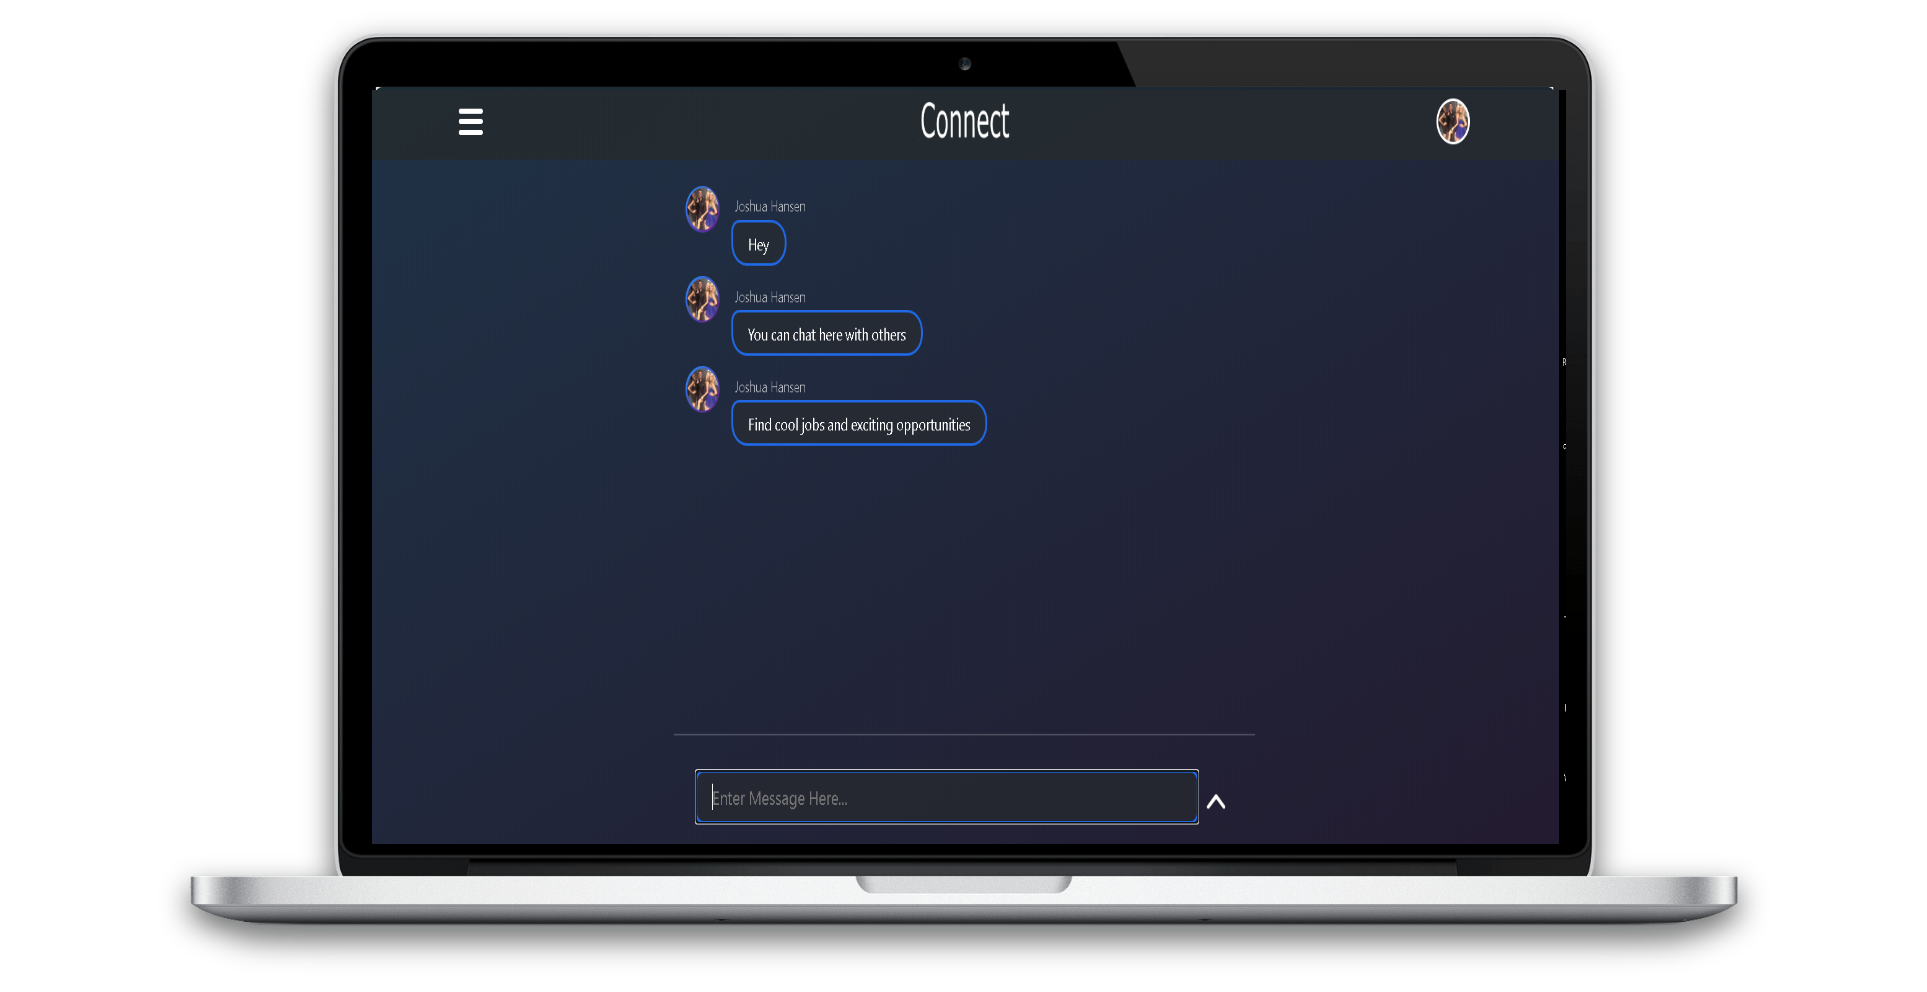 Connect
Joshua Hansen
Hey
Joshua Hansen
You can chat here with others
Joshua Hansen
Find cool jobs and exciting opportunities
Enter Message Here...